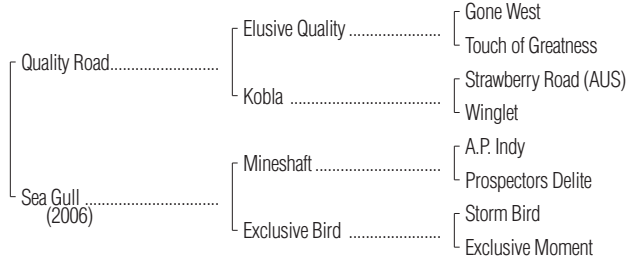 Gone West
Elusive Quality ....................
Touch of Greatness
Quality Road........................
Strawberry Road (AUS)
Kobla .................................
Winglet
A.P. Indy
Mineshaft ...........................
Prospectors Delite
Sea Gull .............................
(2006)
Storm Bird
Exclusive Bird ....................
Exclusive Moment